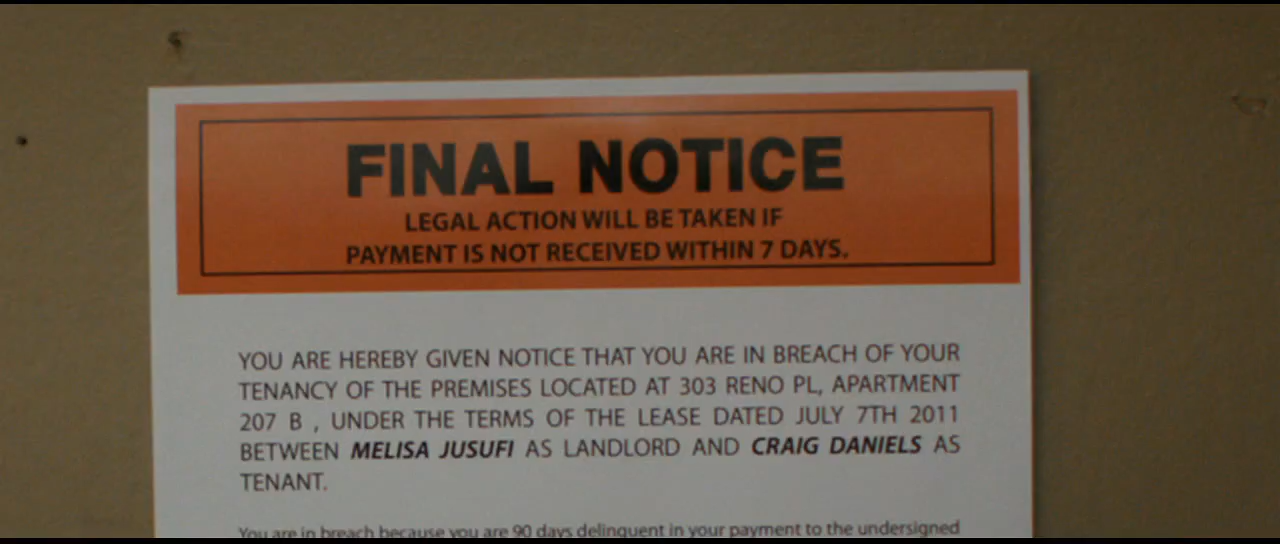 FINAL NOTICE
LEGAL ACTION WILL BE TAKEN IF
PAYMENT IS NOT RECEIVED WITHIN 7 DAYS.
YOU ARE HEREBY GIVEN NOTICE THAT YOU ARE IN BREACH OF YOUR
TENANCY OF THE PREMISES LOCATED AT 303 RENO PL, APARTMENT
207 B , UNDER THE TERMS OF THE LEASE DATED JULY 7TH 2011
BETWEEN MELISA JUSUFI AS LANDLORD AND CRAIG DANIELS AS
TENANT.
You are in breach because you are 90 days delinquent in your payment to the undersigned